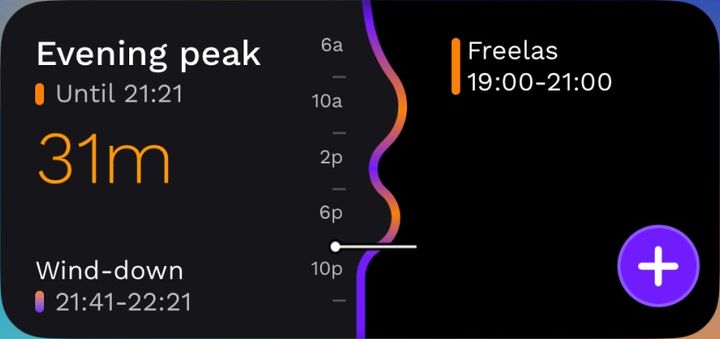 Evening peak
Until 21:21
31m
Wind-down
21:41-22:21
6a
10a
2p
6p
10p
Freelas
19:00-21:00